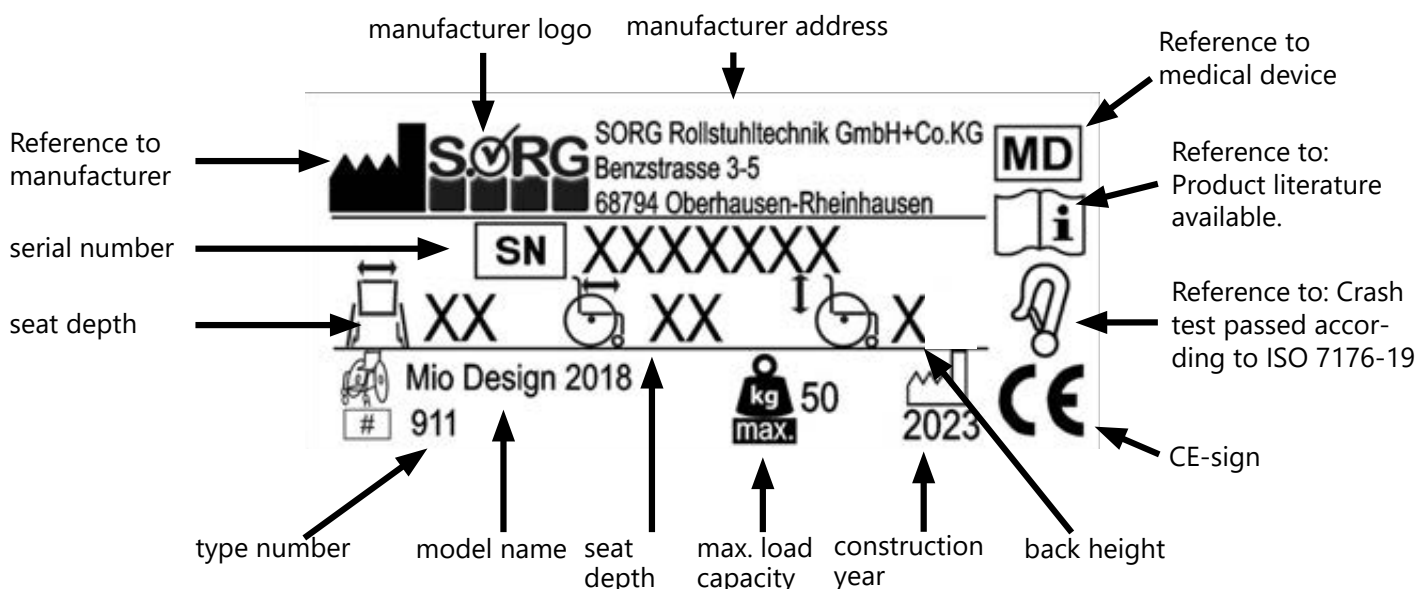 manufacturer logo
manufacturer address
Reference to
medical device
Reference to
manufacturer
S.ORG
SORG Rollstuhltechnik GmbH+Co.KG
Benzstrasse 3-5
68794 Oberhausen-Rheinhausen
MD
Reference to:
Product literature
available.
i
serial number
SN XXXXXXX
seat depth
XX XX X
Reference to: Crash
test passed accor-
ding to ISO 7176-19
Mio Design 2018
# 911
kg 50
max.
2023
CE
CE-sign
type number
model name
seat
depth
max. load
capacity
construction
year
back height